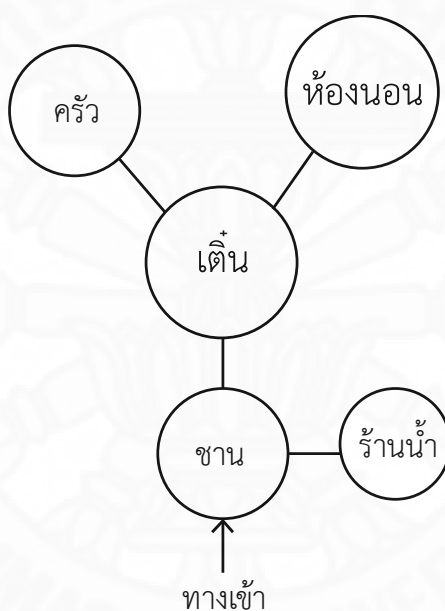 ห้องนอน
ครัว
เติ๋น
ชาน
ร้านน้ำ
ทางเข้า